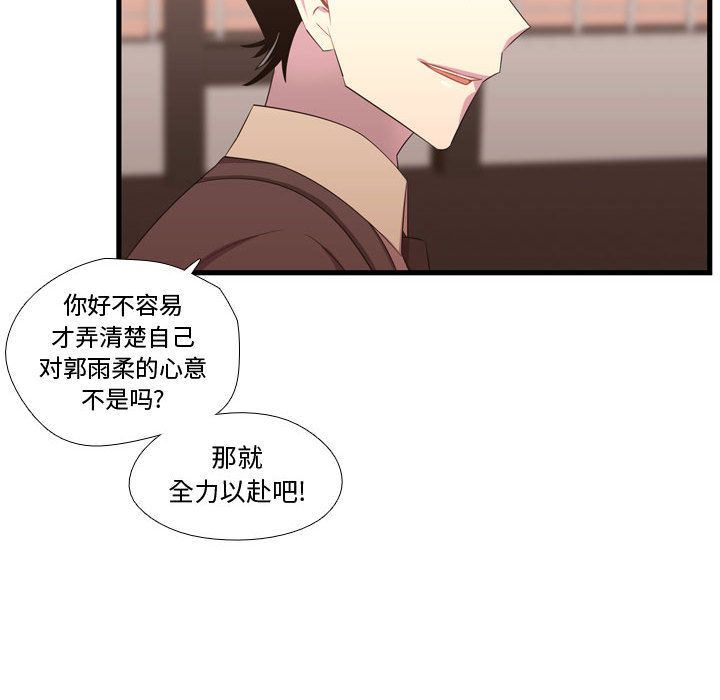 你好不容易
才弄清楚自己
对郭雨柔的心意
不是吗?
那就
全力以赴吧!